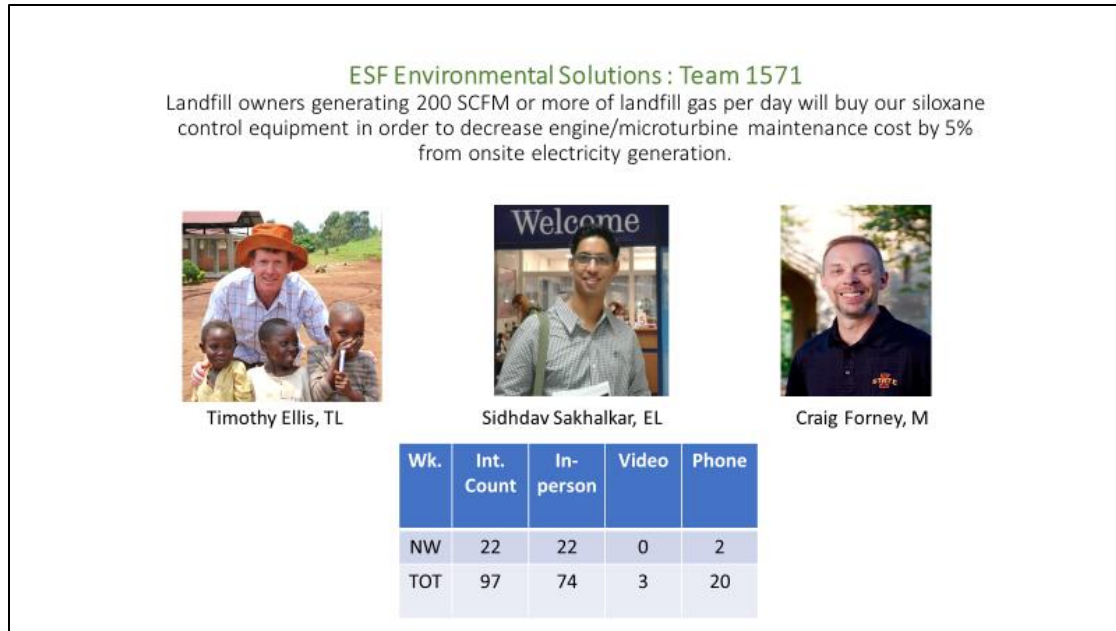 ESF Environmental Solutions : Team 1571
Landfill owners generating 200 SCFM or more of landfill gas per day will buy our siloxane
control equipment in order to decrease engine/microturbine maintenance cost by 5%
from onsite electricity generation.
Welcome
STATE
Timothy Ellis, TL
Sidhdav Sakhalkar, EL
Craig Forney, M
Wk. Int. Count In-person Video Phone
NW 22 22 0 2
TOT 97 74 3 20